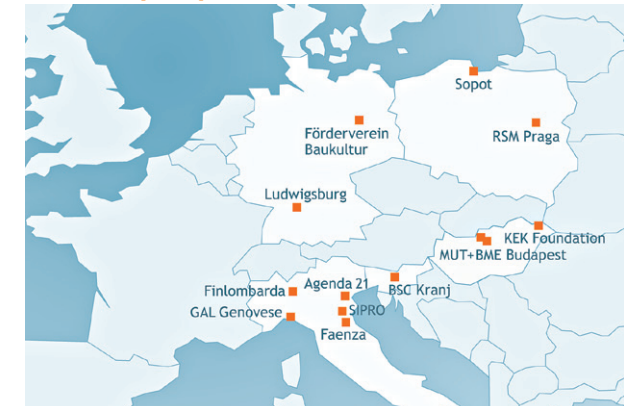 Sopot
Förderverein
Baukultur
RSM Praga
Ludwigsburg
KEK Foundation
MUT+BME Budapest
Finlombarda
Agenda 21
BSC Kranj
GAL Genovese
SIPRO
Faenza